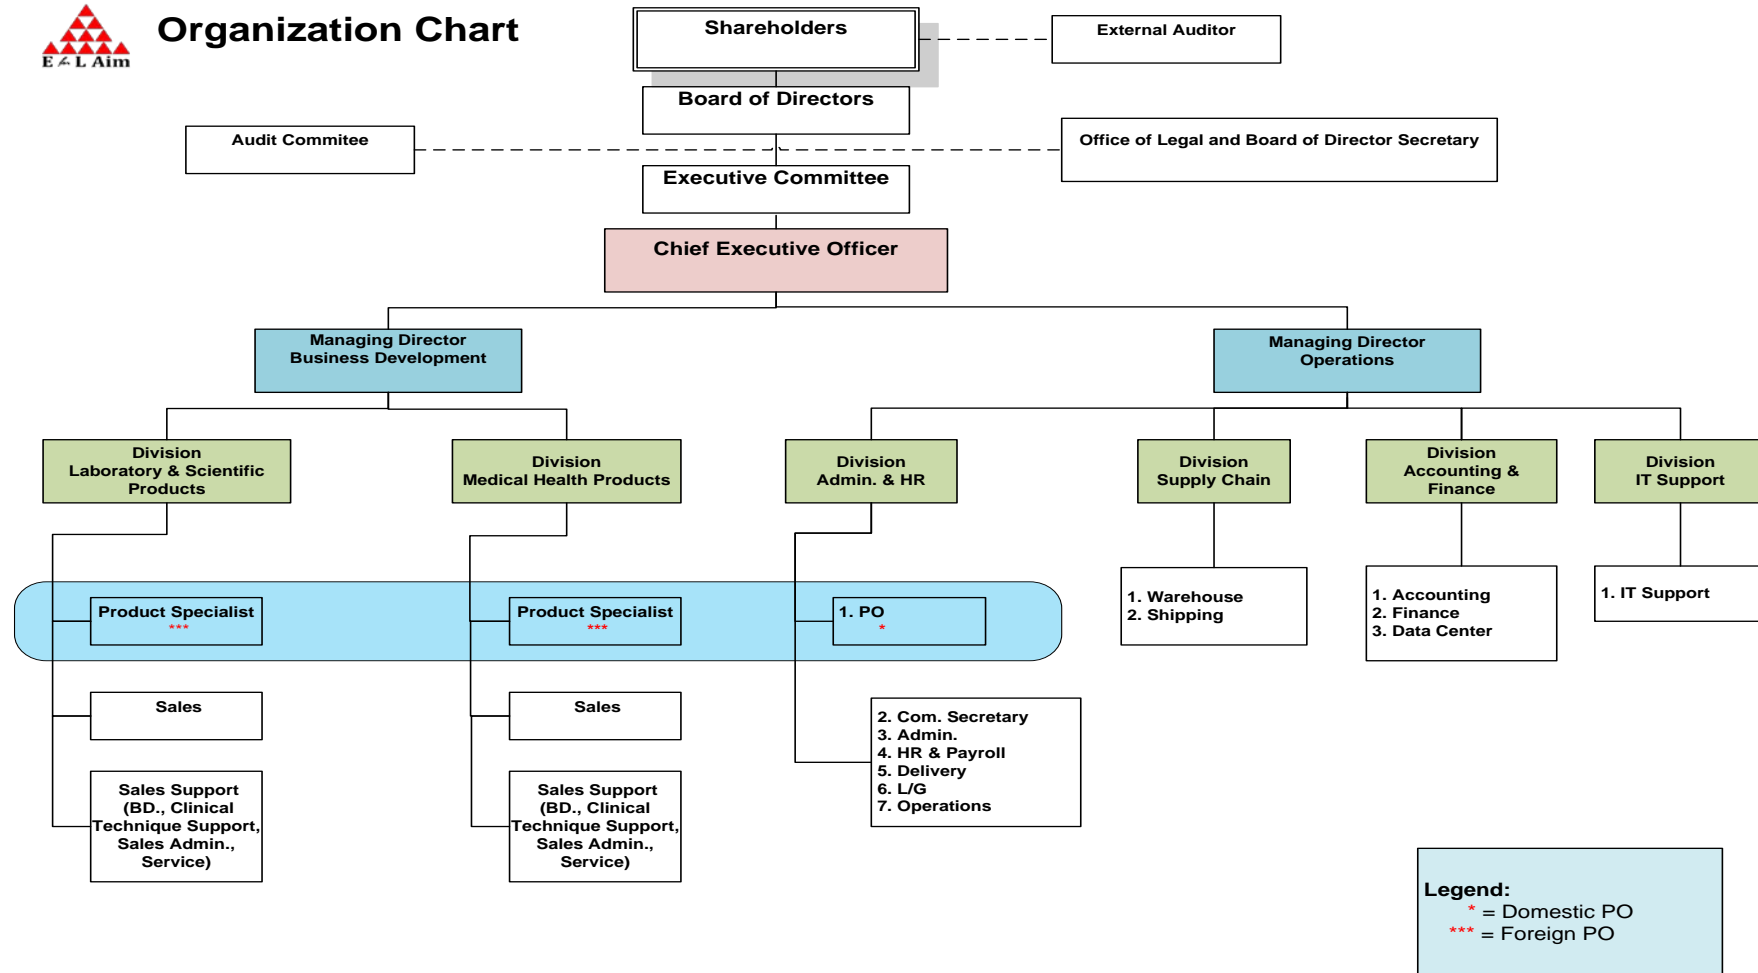 E for L Aim
Organization Chart
Shareholders
External Auditor
Board of Directors
Audit Commitee
Office of Legal and Board of Director Secretary
Executive Committee
Chief Executive Officer
Managing Director
Business Development
Managing Director
Operations
Division
Laboratory & Scientific
Products
Division
Medical Health Products
Division
Admin. & HR
Division
Supply Chain
Division
Accounting &
Finance
Division
IT Support
Product Specialist
***
Product Specialist
***
1. PO
*
1. Warehouse
2. Shipping
1. Accounting
2. Finance
3. Data Center
1. IT Support
Sales
Sales
2. Com. Secretary
3. Admin.
4. HR & Payroll
5. Delivery
6. L/G
7. Operations
Sales Support
(BD., Clinical
Technique Support,
Sales Admin.,
Service)
Sales Support
(BD., Clinical
Technique Support,
Sales Admin.,
Service)
Legend:
* = Domestic PO
*** = Foreign PO